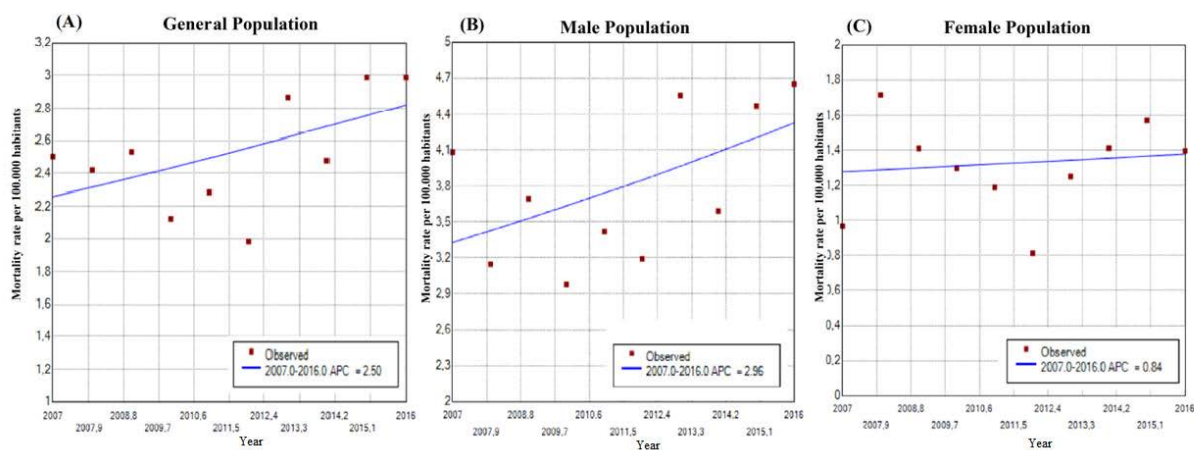 (A)
General Population
Mortality rate per 100.000 habitants
3,2
3
2,8
2,6
2,4
2,2
2
1,8
1,6
1,4
1,2
1
Observed
2007.0-2016.0 APC = 2.50
2007 2008,8 2010,6 2012,4 2014,2 2016
2007,9 2009,7 2011,5 2013,3 2015,1
Year
(B)
Male Population
Mortality rate per 100.000 habitants
5
4,7
4,4
4,1
3,8
3,5
3,2
2,9
2,6
2,3
2
Observed
2007.0-2016.0 APC = 2.96
2007 2008,8 2010,6 2012,4 2014,2 2016
2007,9 2009,7 2011,5 2013,3 2015,1
Year
(C)
Female Population
Mortality rate per 100.000 habitants
2
1,8
1,6
1,4
1,2
1
0,8
0,6
0,4
0,2
0
Observed
2007.0-2016.0 APC = 0.84
2007 2008,8 2010,6 2012,4 2014,2 2016
2007,9 2009,7 2011,5 2013,3 2015,1
Year